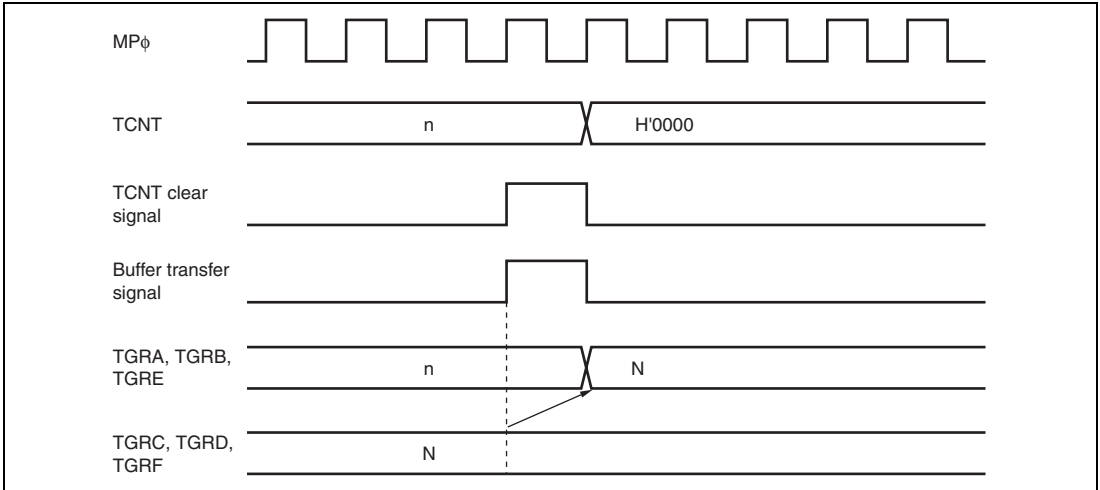 MPϕ
TCNT
n
H'0000
TCNT clear
signal
Buffer transfer
signal
TGRA, TGRB,
TGRE
n
N
TGRC, TGRD,
TGRF
N